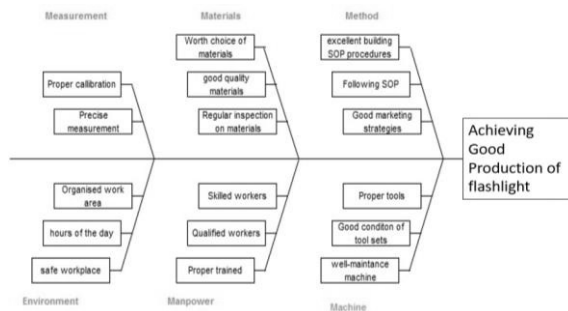 Measurement
Materials
Method
Worth choice of
materials
excellent building
SOP procedures
Proper callibration
good quality
materials
Following SOP
Precise
measurement
Regular inspection
on materials
Good marketing
strategies
Achieving
Good
Production of
flashlight
Organised work
area
Skilled workers
Proper tools
hours of the day
Qualified workers
Good conditon of
tool sets
safe workplace
Proper trained
well-maintance
machine
Environment
Manpower
Machine